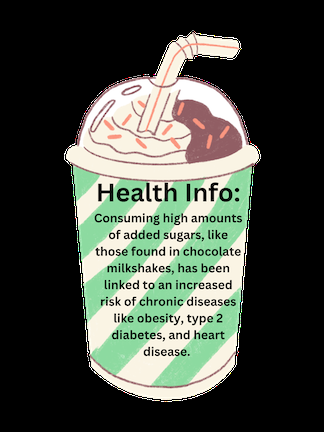 Health Info:
Consuming high amounts
of added sugars, like
those found in chocolate
milkshakes, has been
linked to an increased
risk of chronic diseases
like obesity, type 2
diabetes, and heart
disease.